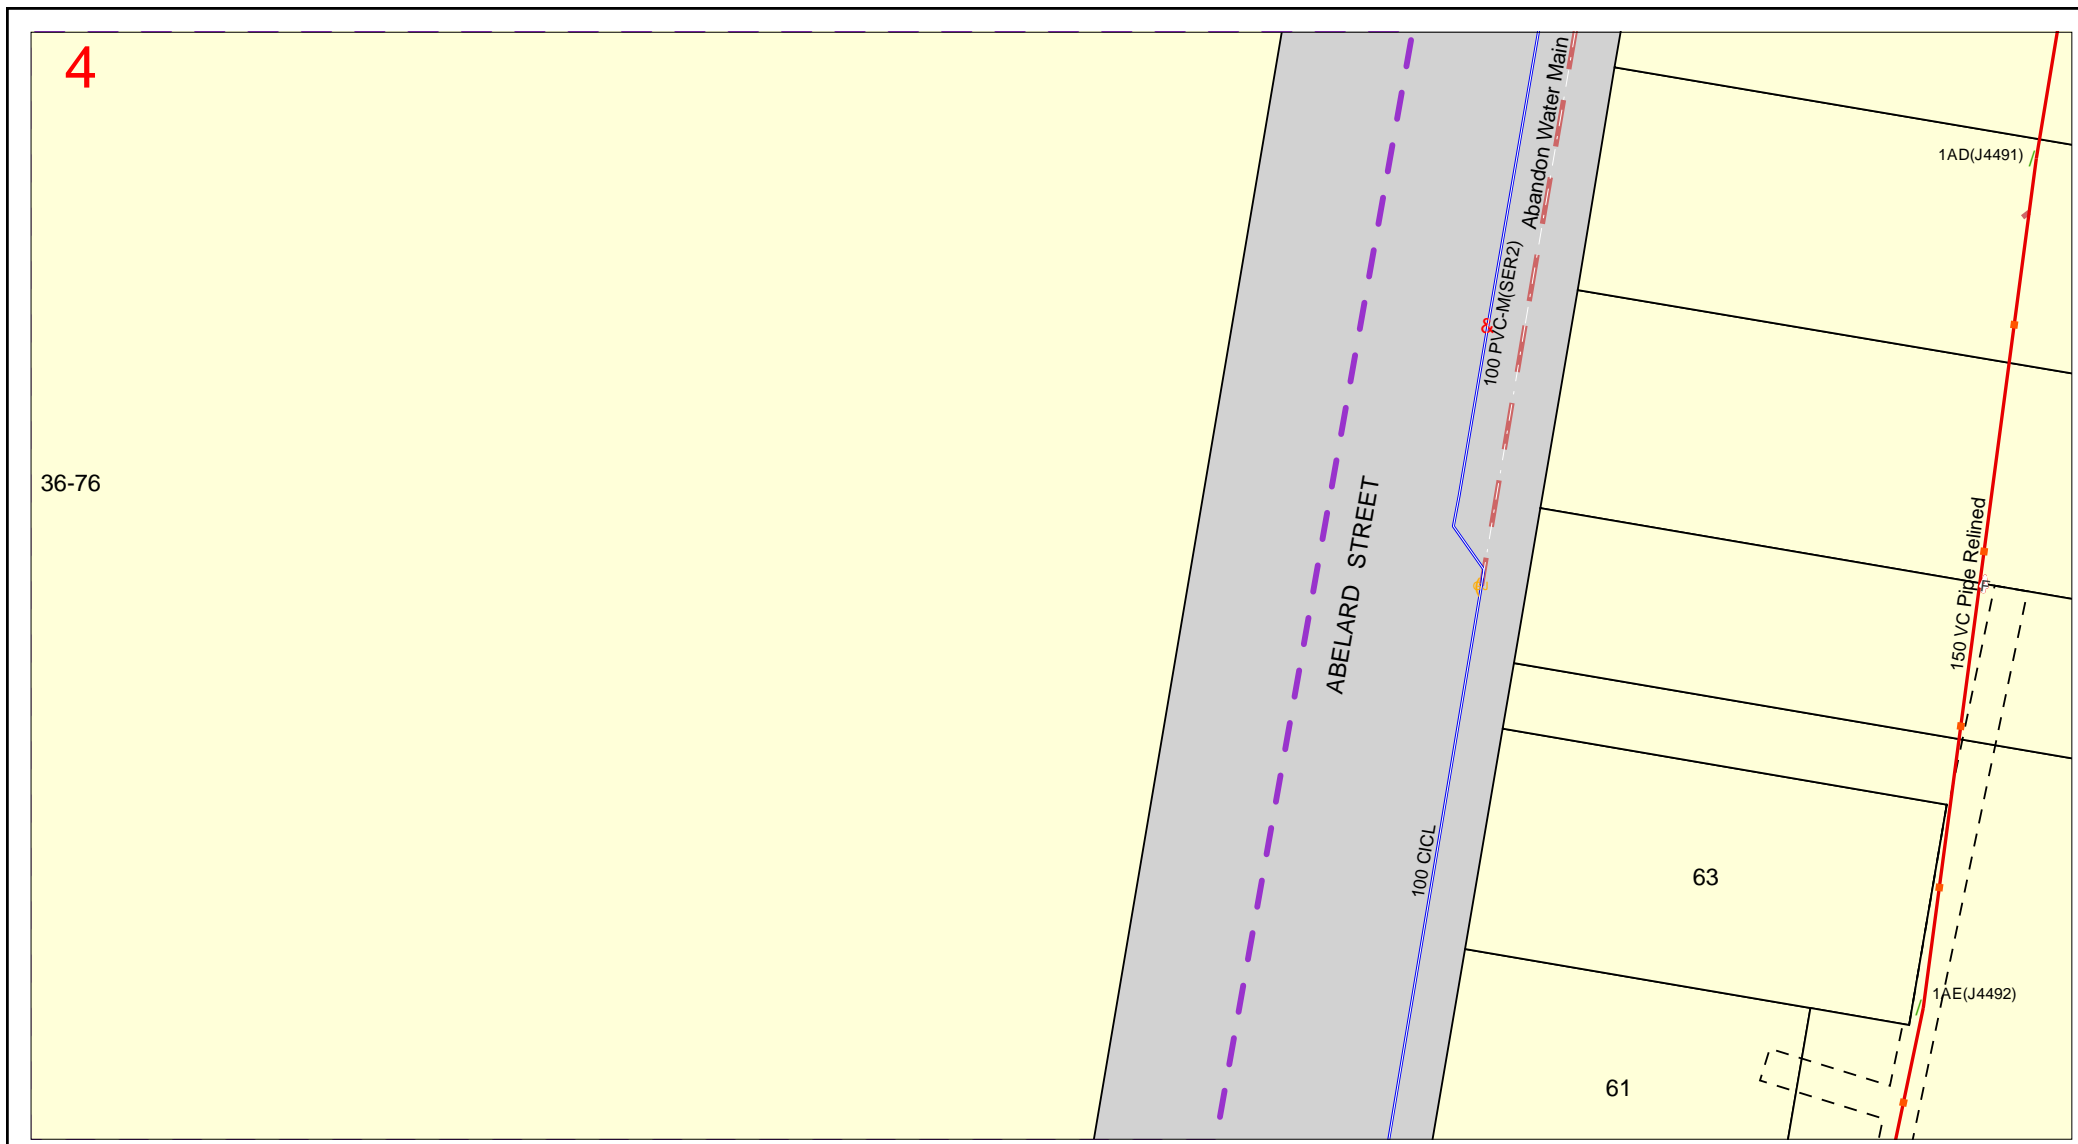 4
Abandon Water Main
1AD(J4491)
100 PVC-M(SER2)
36-76
ABELARD STREET
150 VC Pipe Relined
100 CICL
63
1AE(J4492)
61